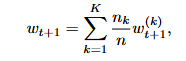 $w_{t+1} = \sum_{k=1}^{K} \frac{n_k}{n} w_{t+1}^{(k)},$